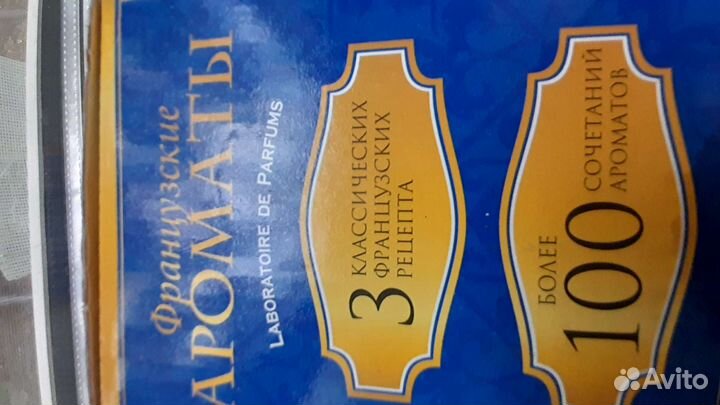 Французские
АРОМАТЫ
LABORATOIRE DE PARFUMS
3 КЛАССИЧЕСКИХ
ФРАНЦУЗСКИХ
РЕЦЕПТА
БОЛЕЕ
100 СОЧЕТАНИЙ
АРОМАТОВ
Avito